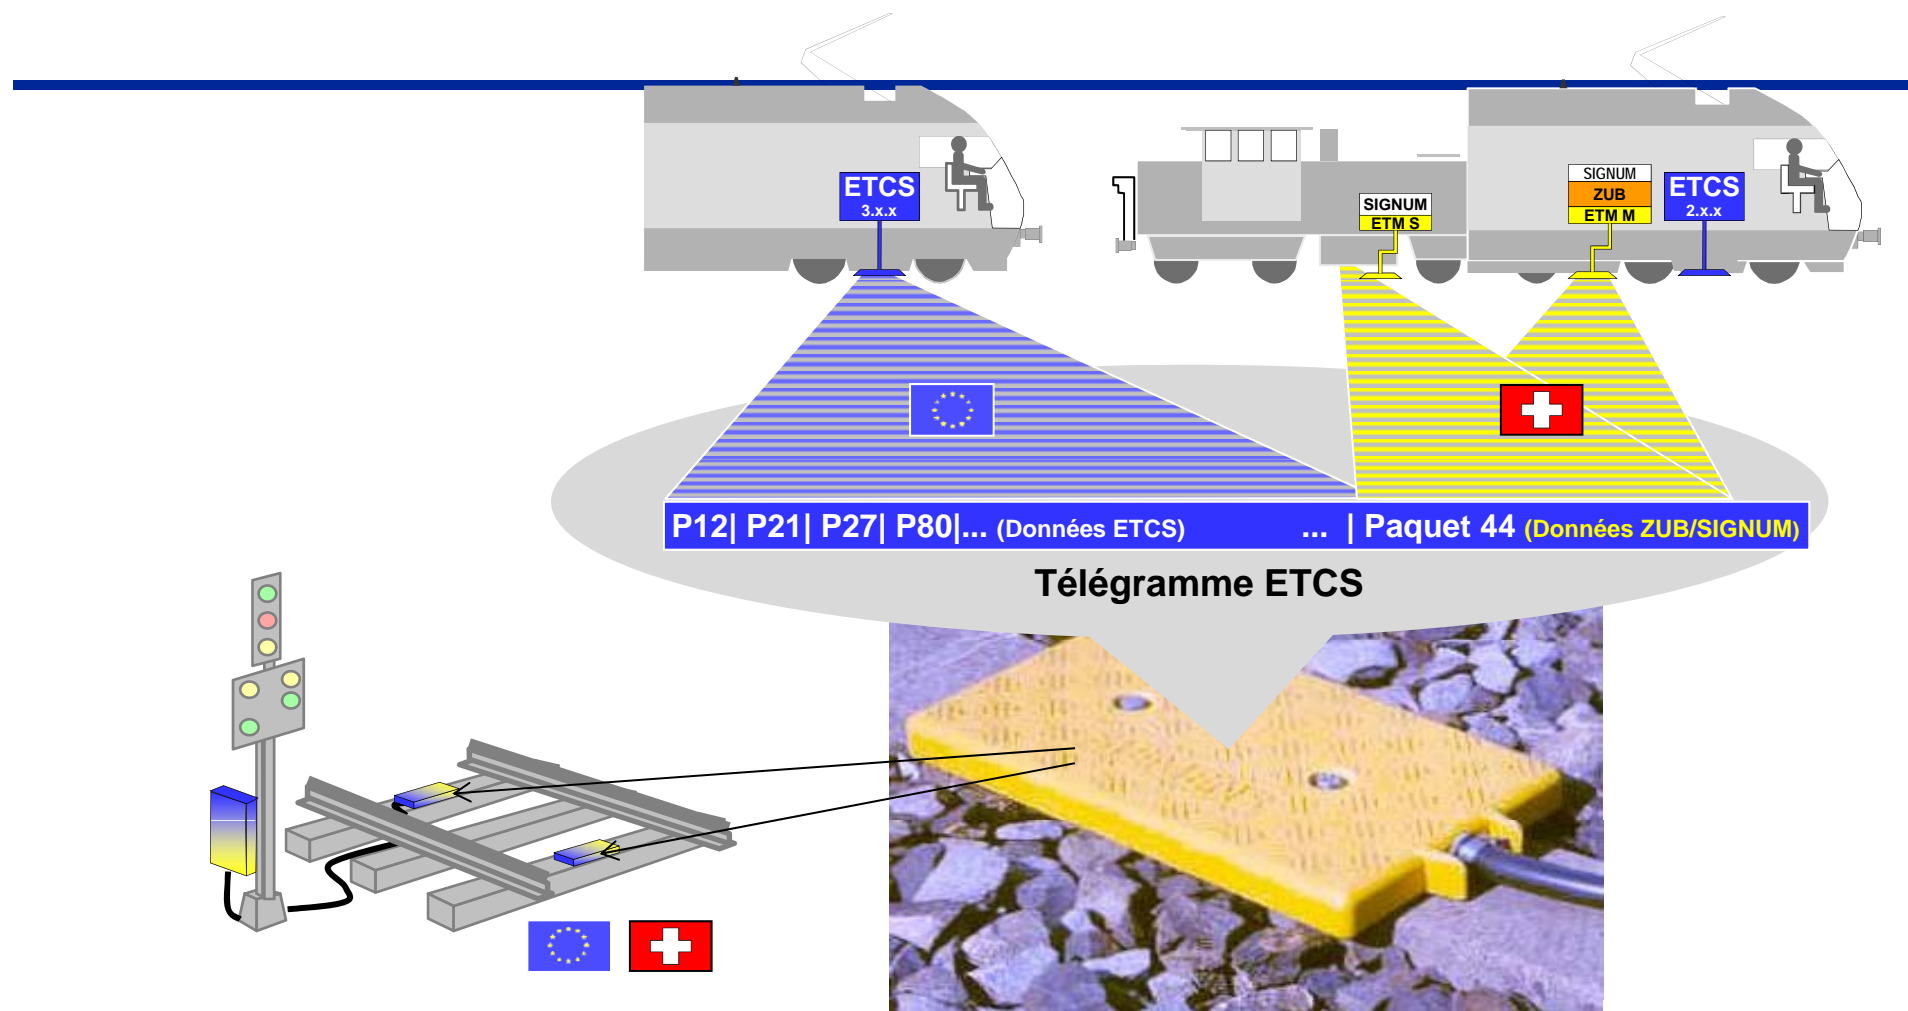 ETCS
3.x.x
SIGNUM
ETM S
SIGNUM
ZUB
ETM M
ETCS
2.x.x
P12| P21| P27| P80|... (Données ETCS) ... | Paquet 44 (Données ZUB/SIGNUM)
Télégramme ETCS